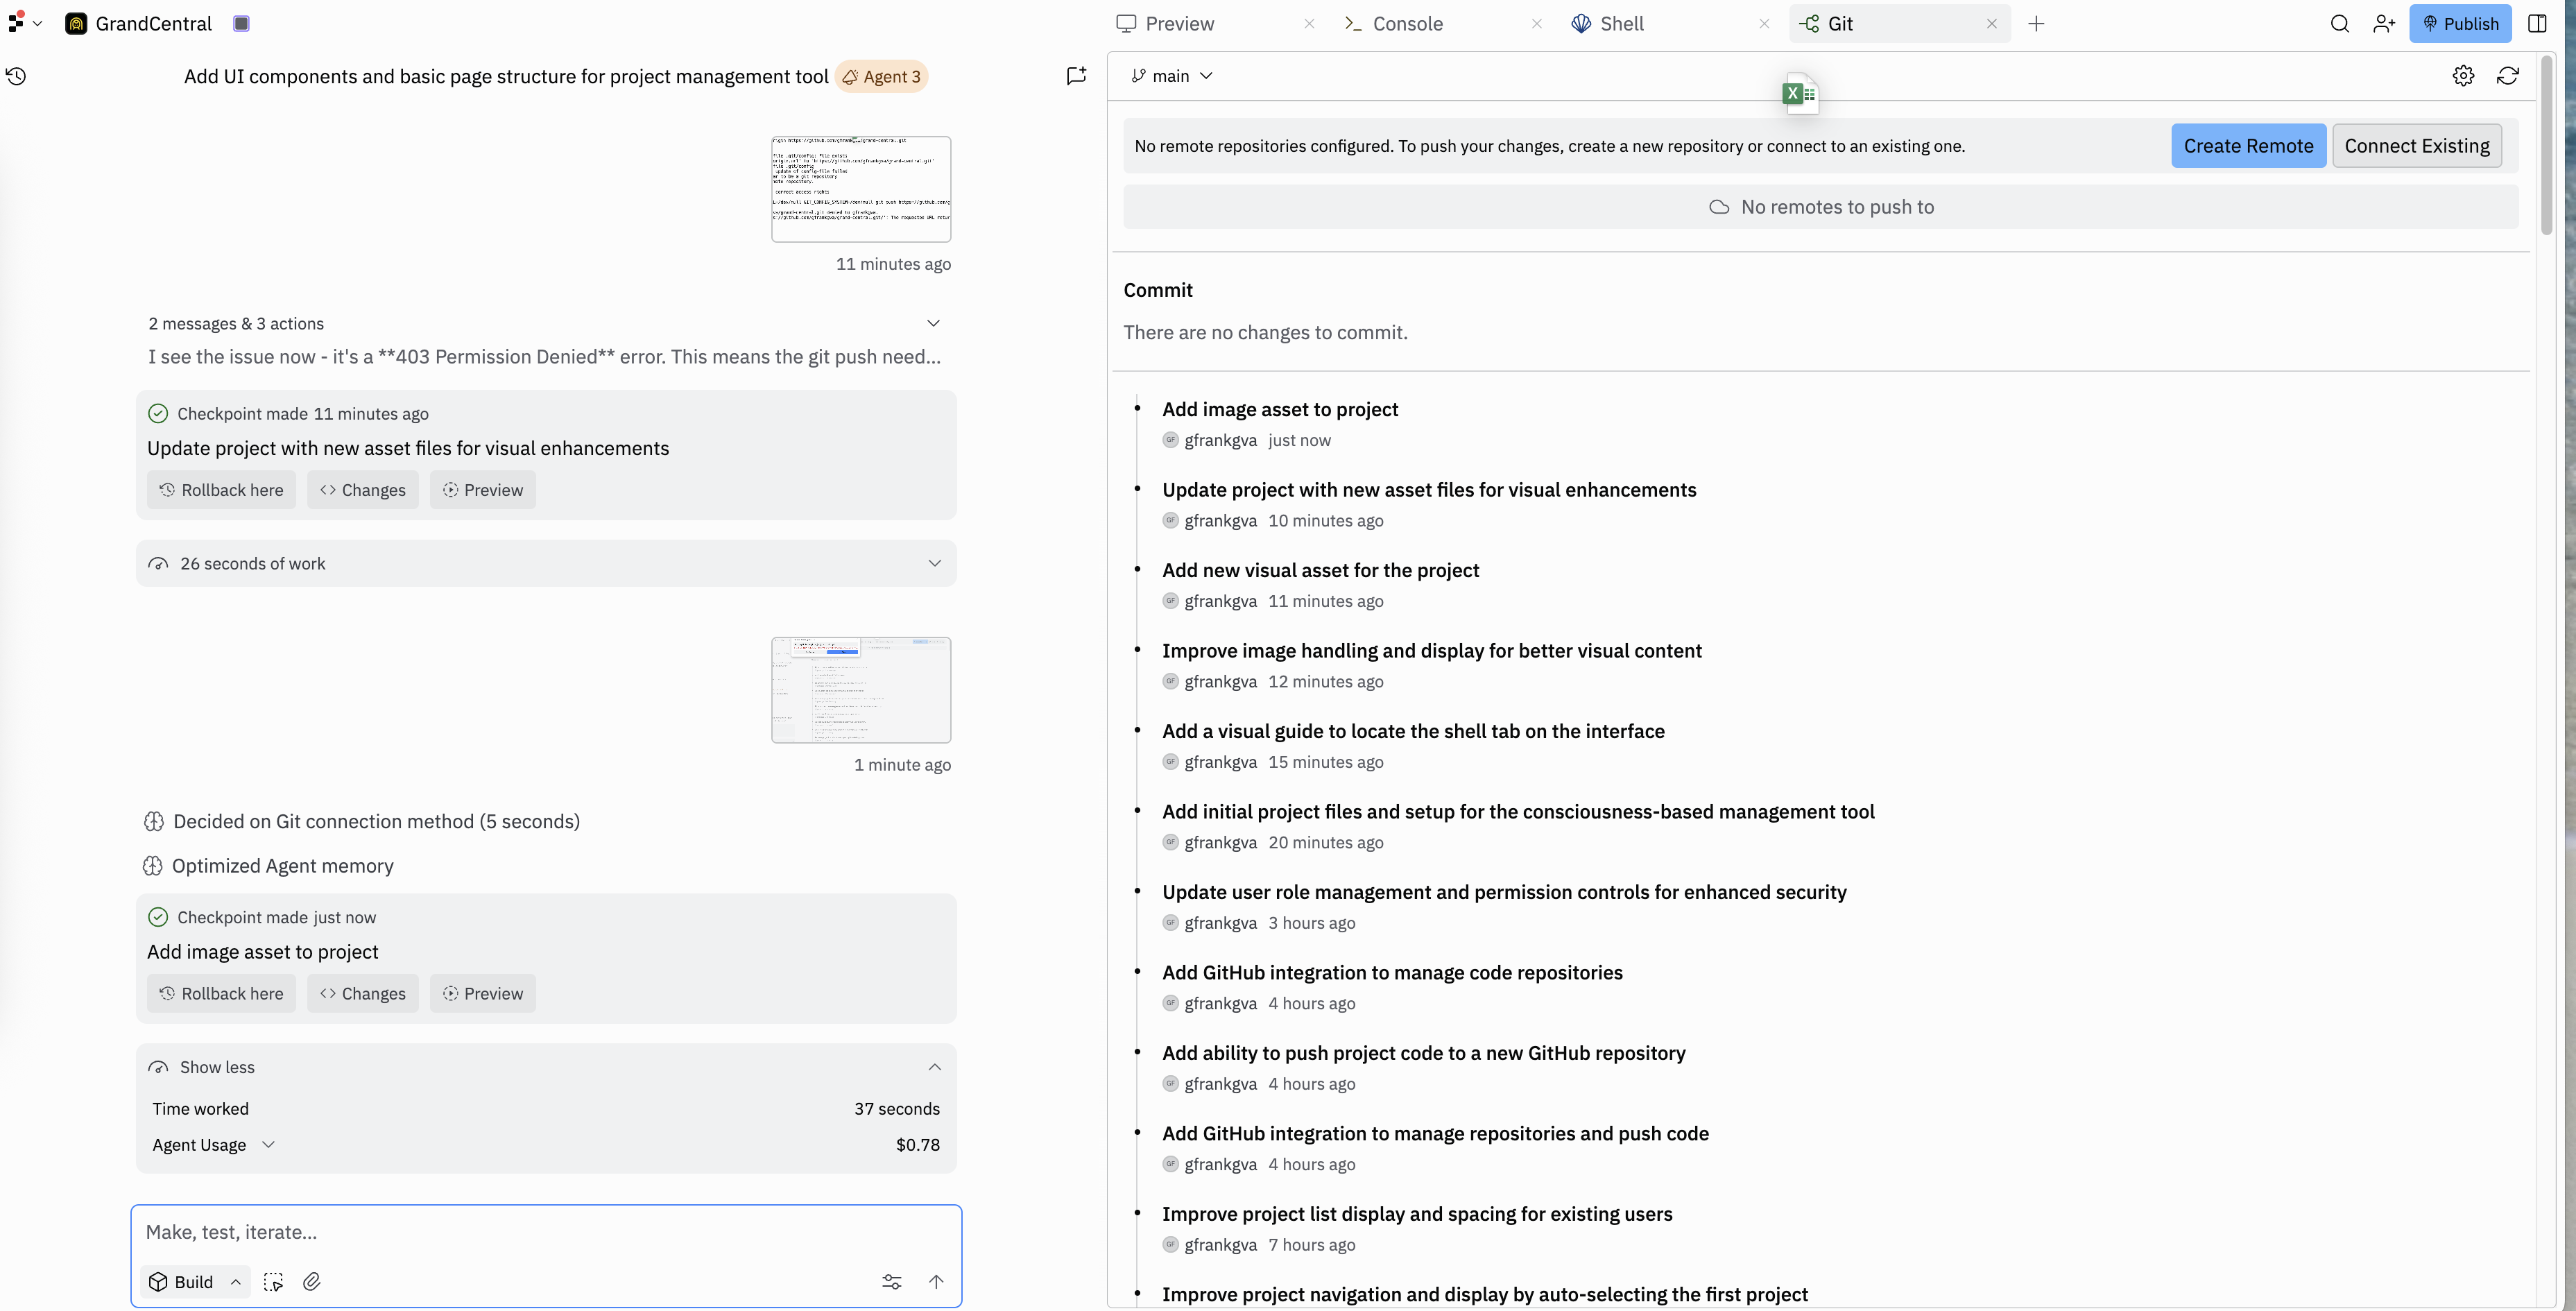 GrandCentral
Add UI components and basic page structure for project management tool
Agent 3
11 minutes ago
2 messages & 3 actions
I see the issue now - it's a **403 Permission Denied** error. This means the git push need...
Checkpoint made 11 minutes ago
Update project with new asset files for visual enhancements
Rollback here
Changes
Preview
26 seconds of work
1 minute ago
Decided on Git connection method (5 seconds)
Optimized Agent memory
Checkpoint made just now
Add image asset to project
Rollback here
Changes
Preview
Show less
Time worked
37 seconds
Agent Usage
$0.78
Make, test, iterate...
Build
Preview
Console
Shell
Git
Publish
main
X
No remote repositories configured. To push your changes, create a new repository or connect to an existing one.
Create Remote
Connect Existing
No remotes to push to
Commit
There are no changes to commit.
Add image asset to project
GF gfrankgva just now
Update project with new asset files for visual enhancements
GF gfrankgva 10 minutes ago
Add new visual asset for the project
GF gfrankgva 11 minutes ago
Improve image handling and display for better visual content
GF gfrankgva 12 minutes ago
Add a visual guide to locate the shell tab on the interface
GF gfrankgva 15 minutes ago
Add initial project files and setup for the consciousness-based management tool
GF gfrankgva 20 minutes ago
Update user role management and permission controls for enhanced security
GF gfrankgva 3 hours ago
Add GitHub integration to manage code repositories
GF gfrankgva 4 hours ago
Add ability to push project code to a new GitHub repository
GF gfrankgva 4 hours ago
Add GitHub integration to manage repositories and push code
GF gfrankgva 4 hours ago
Improve project list display and spacing for existing users
GF gfrankgva 7 hours ago
Improve project navigation and display by auto-selecting the first project